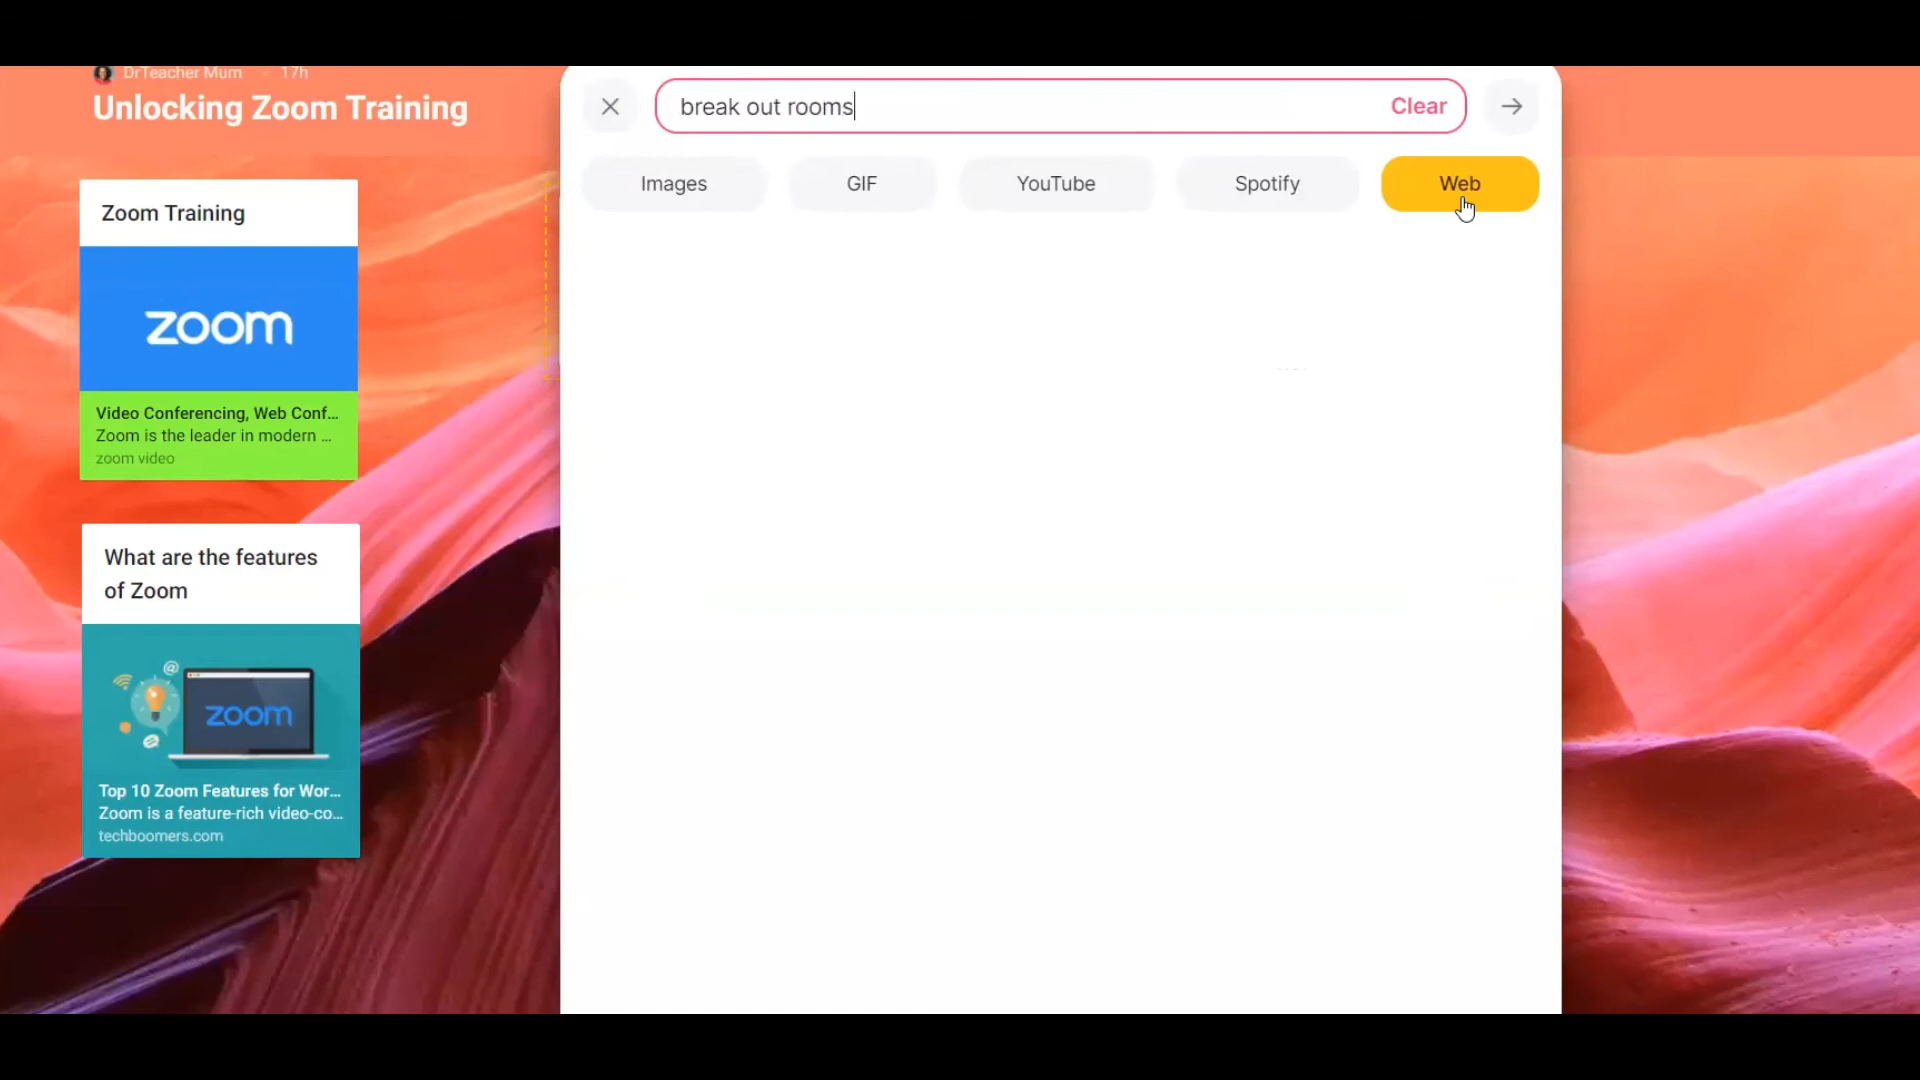 DrTeacher Mum · 17h
Unlocking Zoom Training
Zoom Training
zoom
Video Conferencing, Web Conf...
Zoom is the leader in modern ...
zoom video
What are the features
of Zoom
@
zoom
Top 10 Zoom Features for Wor...
Zoom is a feature-rich video-co...
techboomers.com
break out rooms
Clear
Images
GIF
YouTube
Spotify
Web